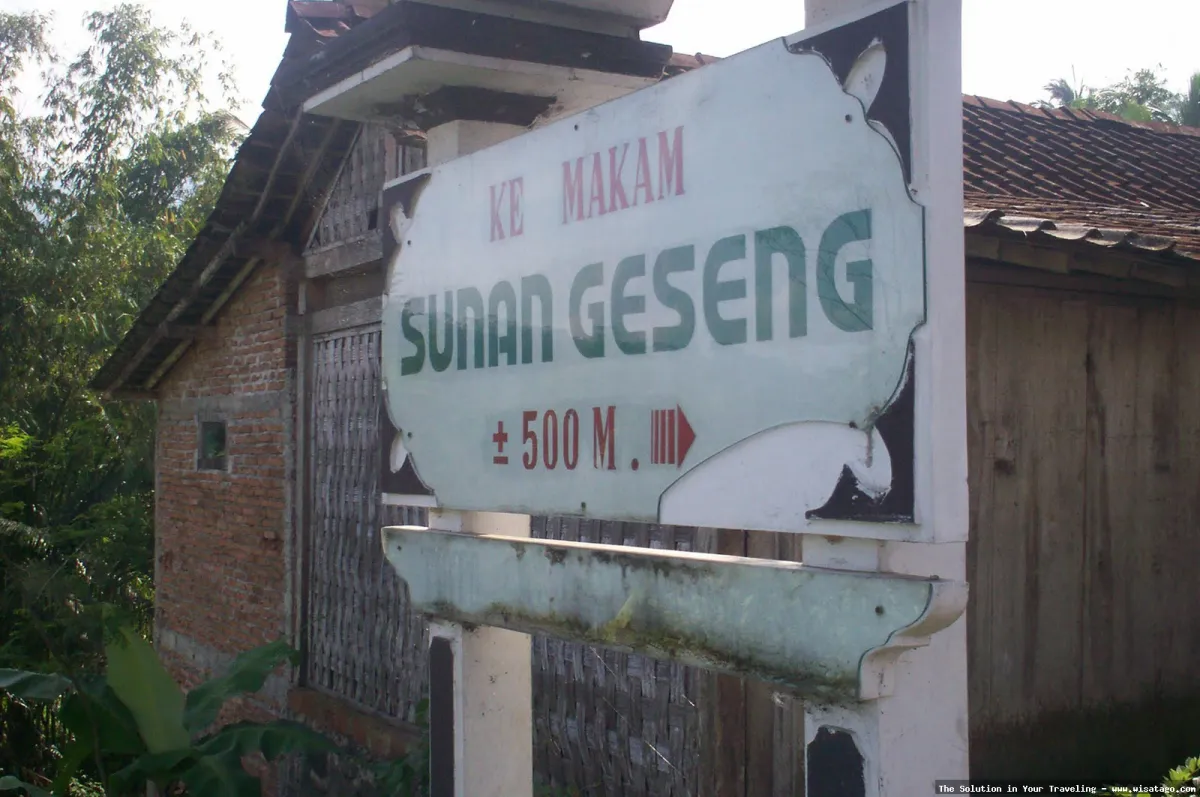 KE MAKAM
SUNAN GESENG
± 500 M.
The Solution in Your Traveling - www.wisatago.com